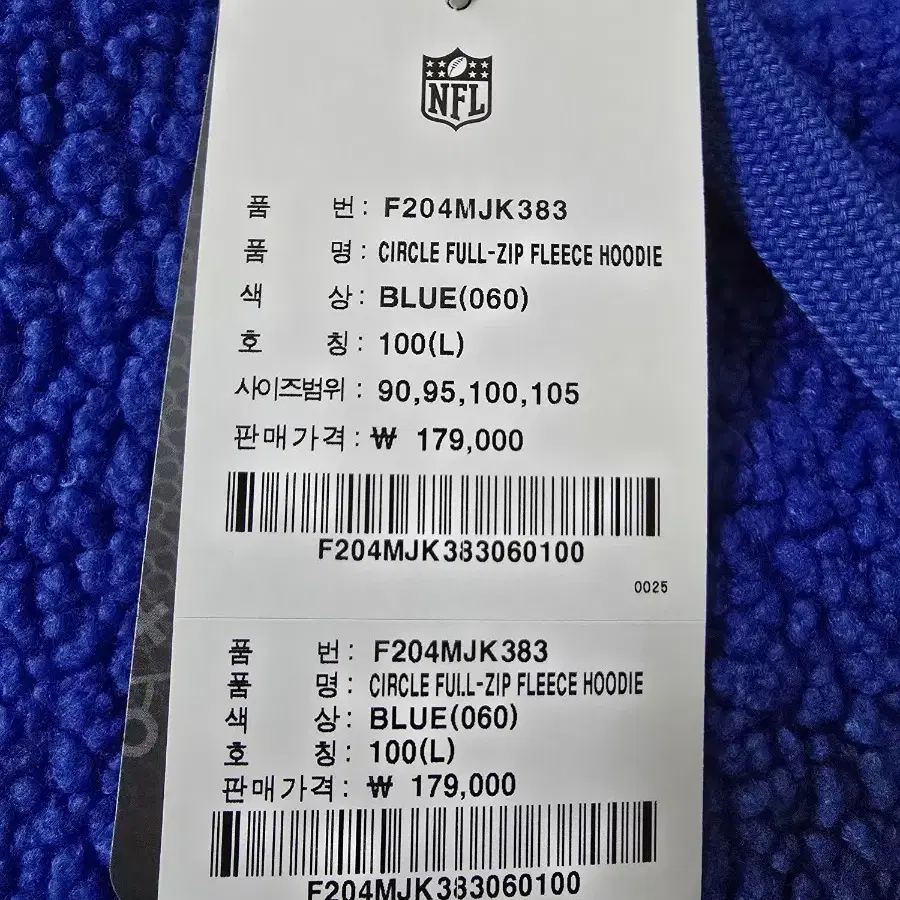 NFL
품 번: F204MJK383
품 명: CIRCLE FULL-ZIP FLEECE HOODIE
색 상: BLUE(060)
호 칭: 100(L)
사이즈범위: 90,95,100,105
판매가격: ₩ 179,000
F204MJK383060100
0025
품 번: F204MJK383
품 명: CIRCLE FULL-ZIP FLEECE HOODIE
색 상: BLUE(060)
호 칭: 100(L)
판매가격: ₩ 179,000
F204MJK383060100